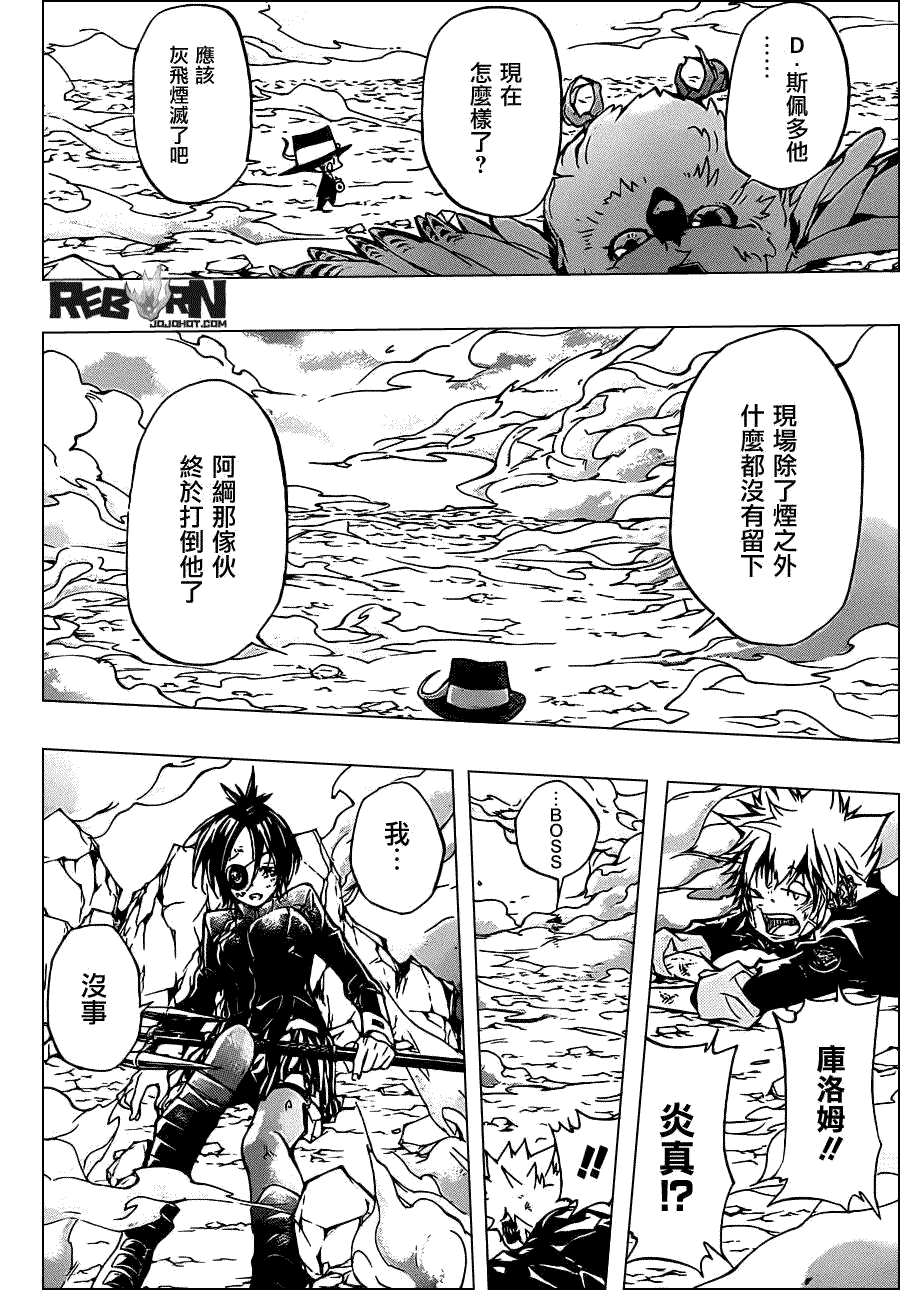 D．斯佩多他
……
現在
怎麼樣了？
應該
灰飛煙滅了吧
REBORN
JOJOHOT.COM
現場除了煙之外
什麼都沒有留下
阿綱那傢伙
終於打倒他了
庫洛姆!!
炎真!?
…BOSS
!!
我…
沒事